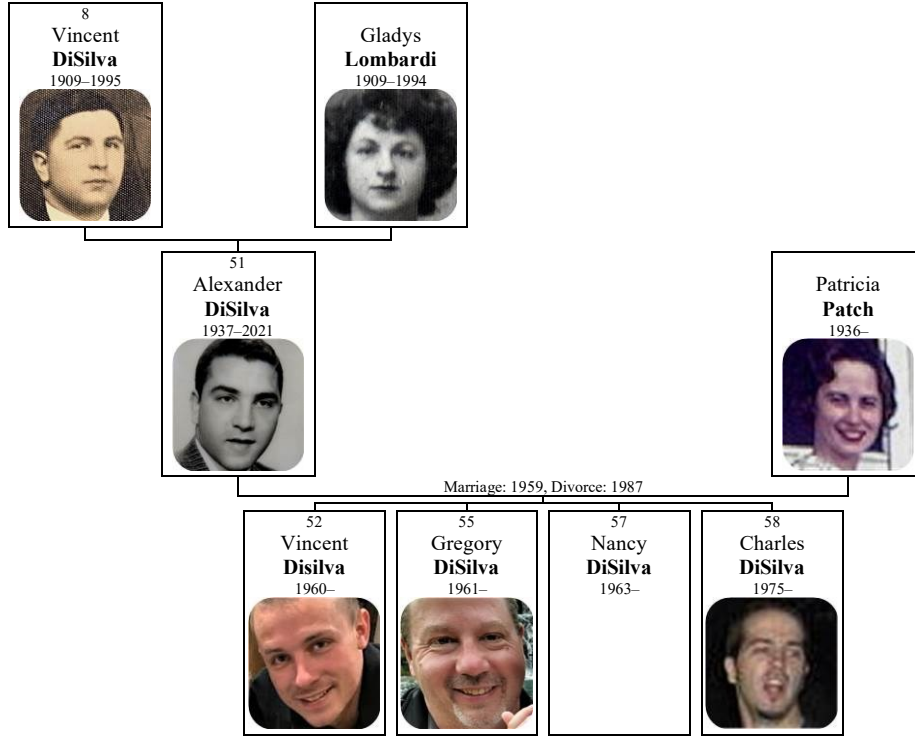 8
Vincent
DiSilva
1909–1995
Gladys
Lombardi
1909–1994
51
Alexander
DiSilva
1937–2021
Patricia
Patch
1936–
Marriage: 1959, Divorce: 1987
52
Vincent
Disilva
1960–
55
Gregory
DiSilva
1961–
57
Nancy
DiSilva
1963–
58
Charles
DiSilva
1975–